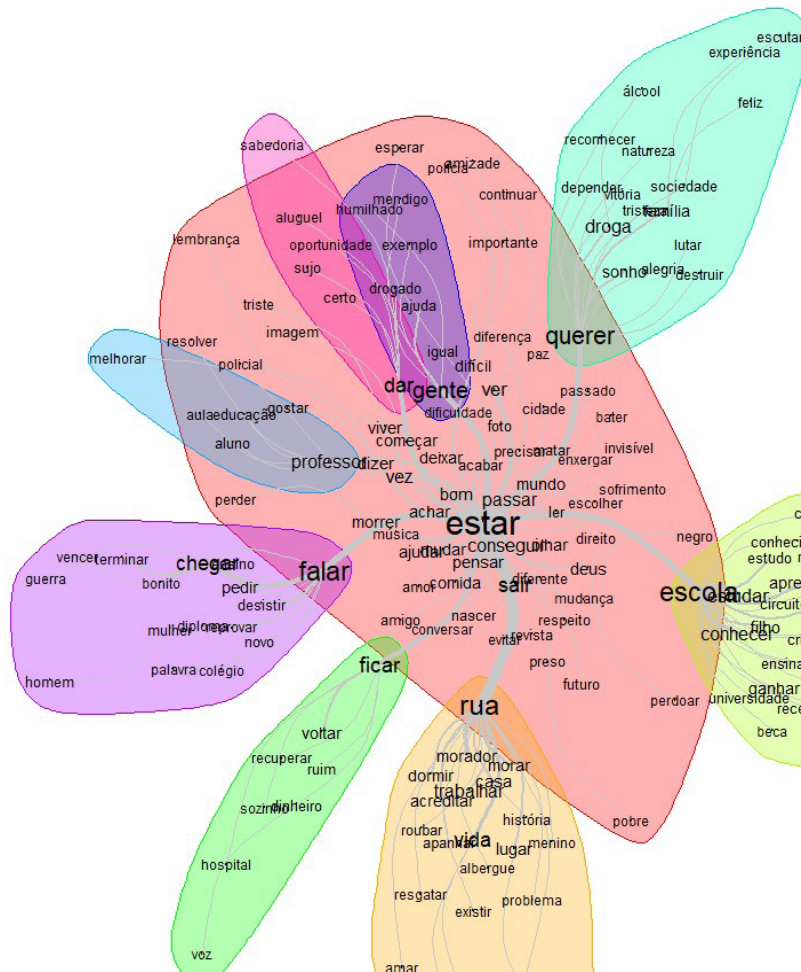 escutar
experiência
álcool
feliz
sabedoria
esperar
polícia
amizade
reconhecer
natureza
continuar
mendigo
humilhado
depender
vitória
sociedade
tristeza
família
aluguel
lembrança
oportunidade
exemplo
importante
droga
lutar
sujo
sonho
alegria
destruir
certo
drogado
ajuda
triste
imagem
diferença
querer
resolver
melhorar
policial
igual
difícil
paz
dar
gente
ver
passado
gostar
aula
educação
dificuldade
cidade
bater
viver
foto
aluno
começar
precisar
matar
invisível
professor
dizer
deixar
acabar
enxergar
vez
mundo
sofrimento
perder
bom
passar
escolher
achar
ler
morrer
estar
música
direito
negro
vencer
terminar
chegar
ajudar
mudar
conseguir
olhar
estudo
guerra
bonito
falar
pensar
deus
pedir
comida
sair
diferente
escola
estudar
amor
desistir
mudança
circuito
nascer
amigo
mulher
diploma
reprovar
conversar
respeito
filho
novo
evitar
revista
conhecer
palavra
colégio
ficar
preso
ensinar
homem
futuro
ganhar
perdoar
universidade
rua
beca
voltar
recuperar
ruim
morador
morar
dormir
casa
trabalhar
sozinho
dinheiro
acreditar
história
pobre
roubar
apanhar
vida
lugar
menino
hospital
albergue
resgatar
existir
problema
voz
amar